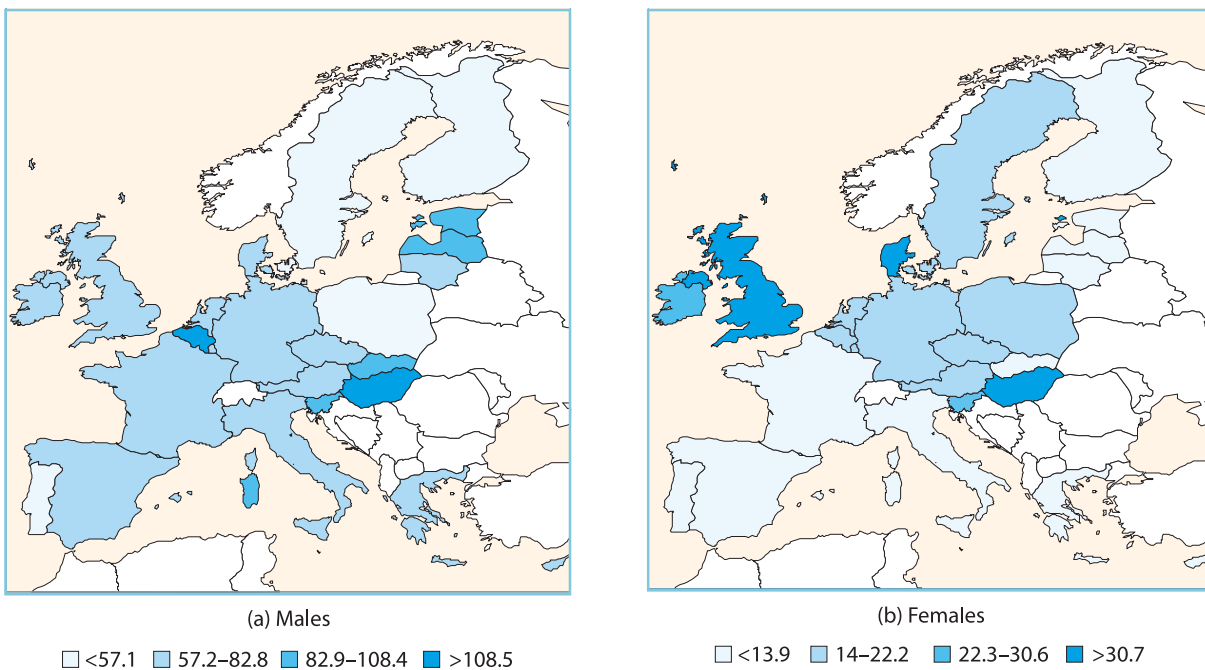 (a) Males
<57.1 57.2–82.8 82.9–108.4 >108.5
(b) Females
<13.9 14–22.2 22.3–30.6 >30.7